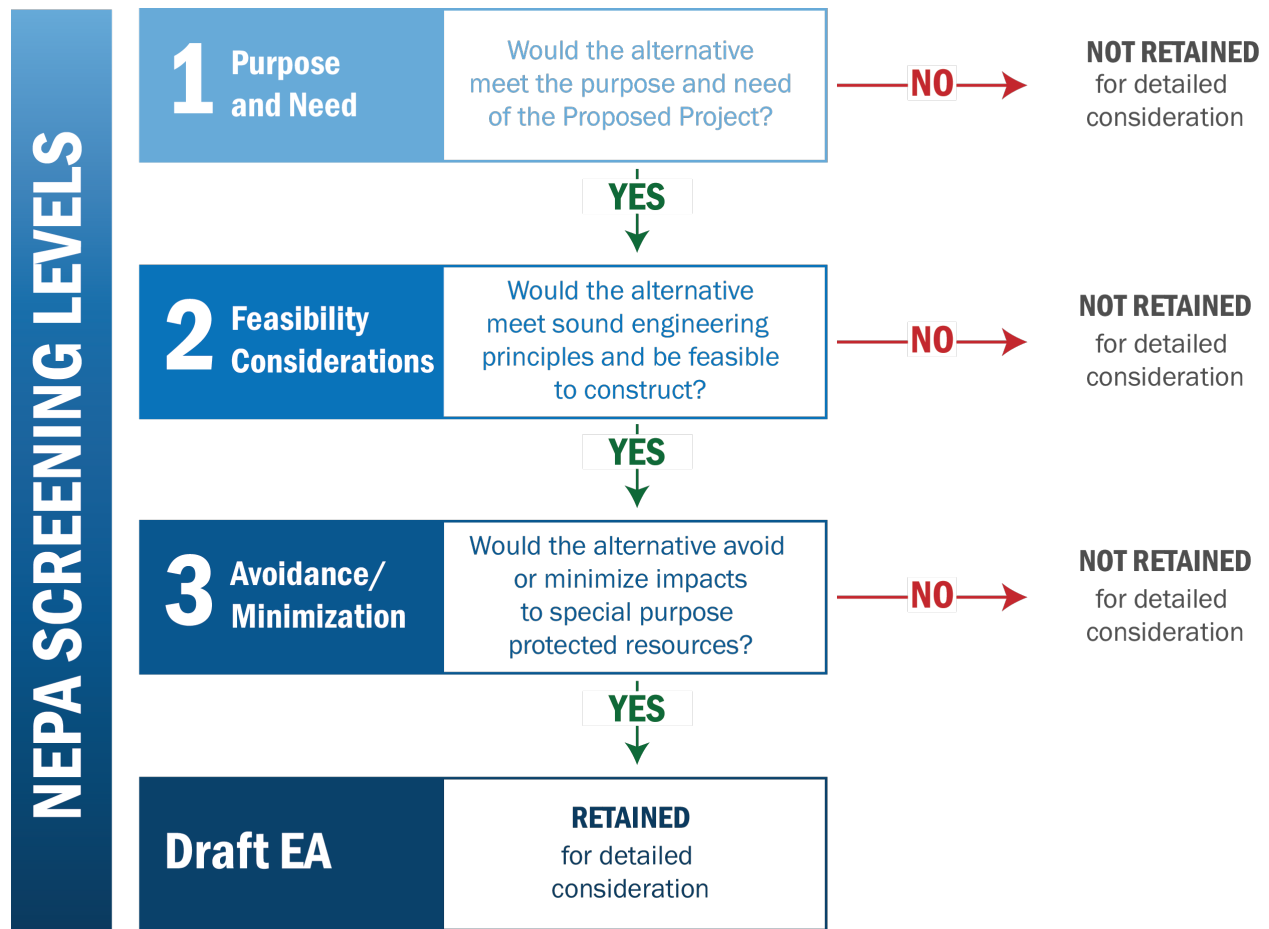 NEPA SCREENING LEVELS
1 Purpose
and Need
Would the alternative
meet the purpose and need
of the Proposed Project?
NO
NOT RETAINED
for detailed
consideration
YES
2 Feasibility
Considerations
Would the alternative
meet sound engineering
principles and be feasible
to construct?
NO
NOT RETAINED
for detailed
consideration
YES
3 Avoidance/
Minimization
Would the alternative avoid
or minimize impacts
to special purpose
protected resources?
NO
NOT RETAINED
for detailed
consideration
YES
Draft EA
RETAINED
for detailed
consideration